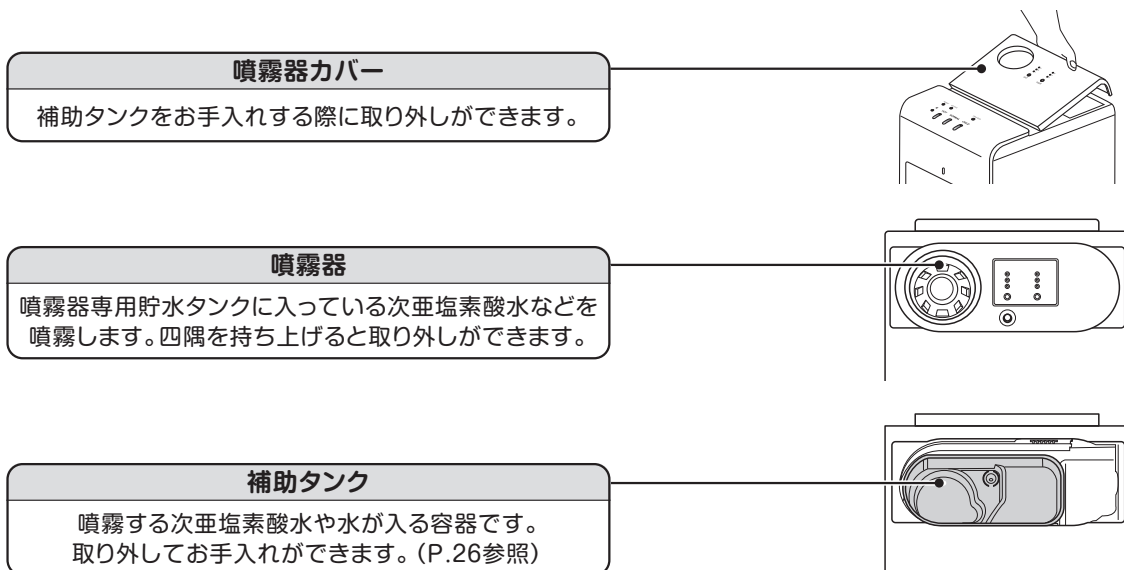 噴霧器カバー
補助タンクをお手入れする際に取り外しができます。
噴霧器
噴霧器専用貯水タンクに入っている次亜塩素酸水などを
噴霧します。四隅を持ち上げると取り外しができます。
補助タンク
噴霧する次亜塩素酸水や水が入る容器です。
取り外してお手入れができます。(P.26参照)